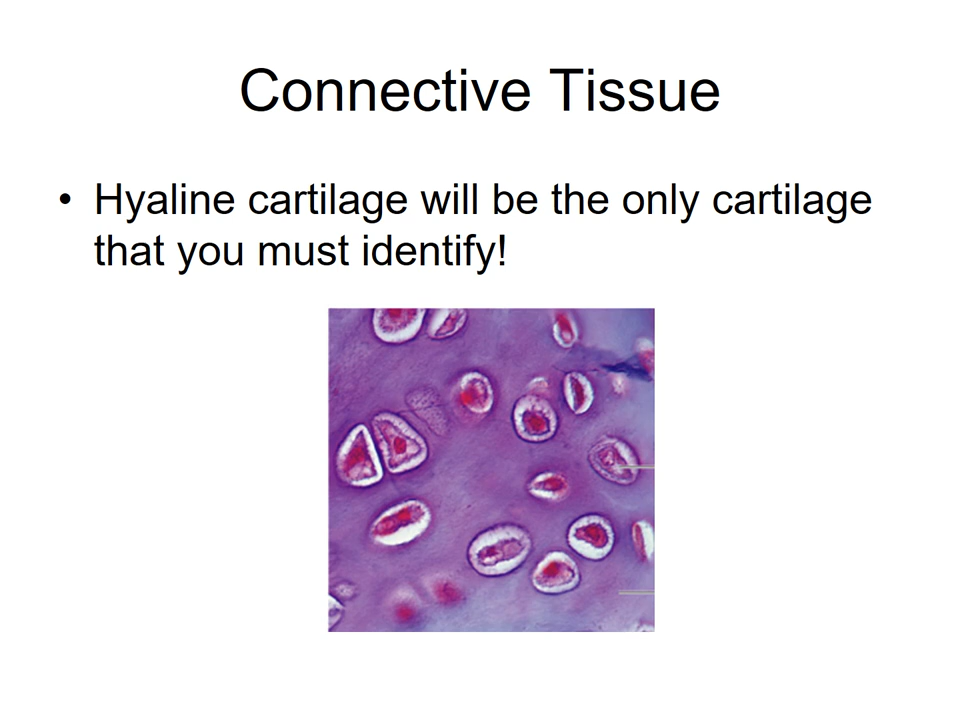 Connective Tissue
• Hyaline cartilage will be the only cartilage
that you must identify!